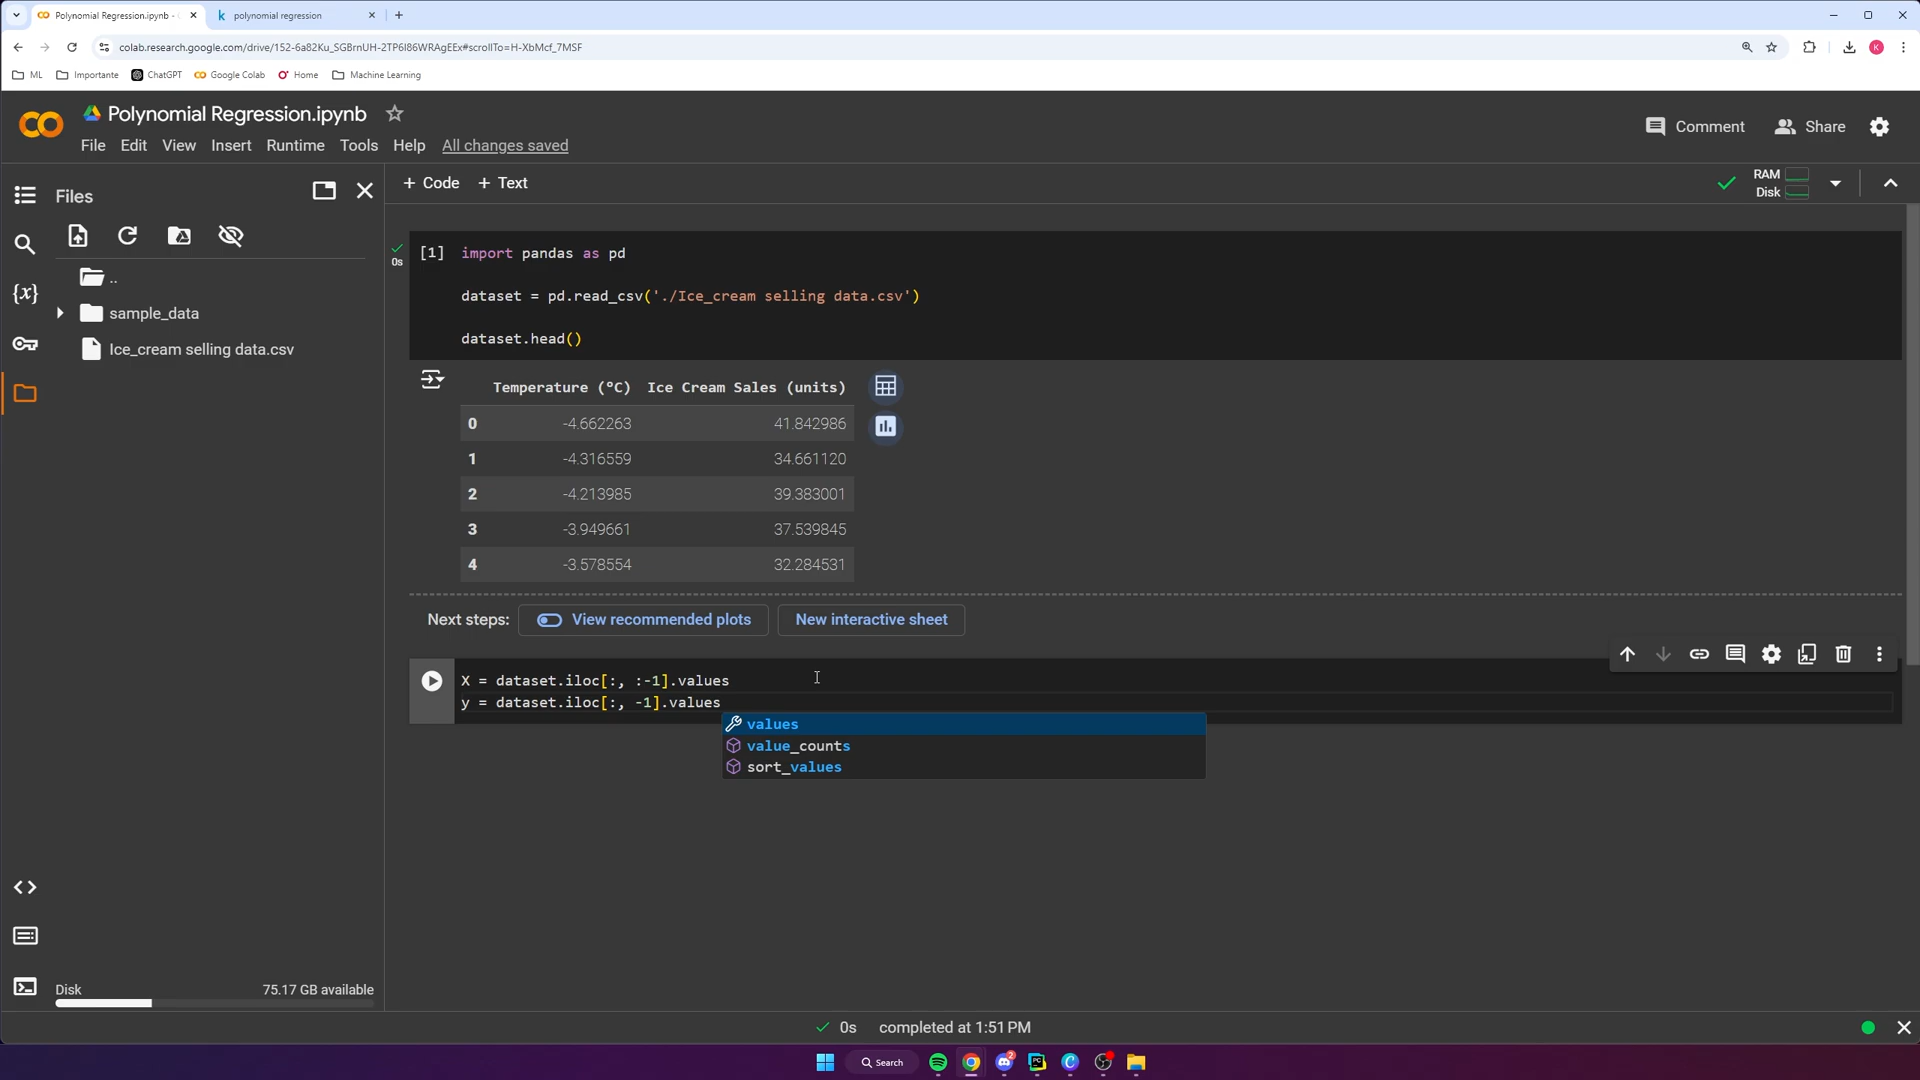 Polynomial Regression.ipynb -
polynomial regression
colab.research.google.com/drive/152-6a82Ku_SGBrnUH-2TP6I86WRAgEEx#scrollTo=H-XbMcf_7MSF
K
ML
Importante
ChatGPT
Google Colab
Home
Machine Learning
Polynomial Regression.ipynb
File Edit View Insert Runtime Tools Help All changes saved
Comment
Share
Files
+ Code + Text
RAM
Disk
..
sample_data
Ice_cream selling data.csv
0s
[1] import pandas as pd
dataset = pd.read_csv('./Ice_cream selling data.csv')
dataset.head()
Temperature (°C) Ice Cream Sales (units)
0 -4.662263 41.842986
1 -4.316559 34.661120
2 -4.213985 39.383001
3 -3.949661 37.539845
4 -3.578554 32.284531
Next steps: View recommended plots New interactive sheet
X = dataset.iloc[:, :-1].values
y = dataset.iloc[:, -1].values
values
value_counts
sort_values
Disk 75.17 GB available
0s completed at 1:51 PM
Search
2